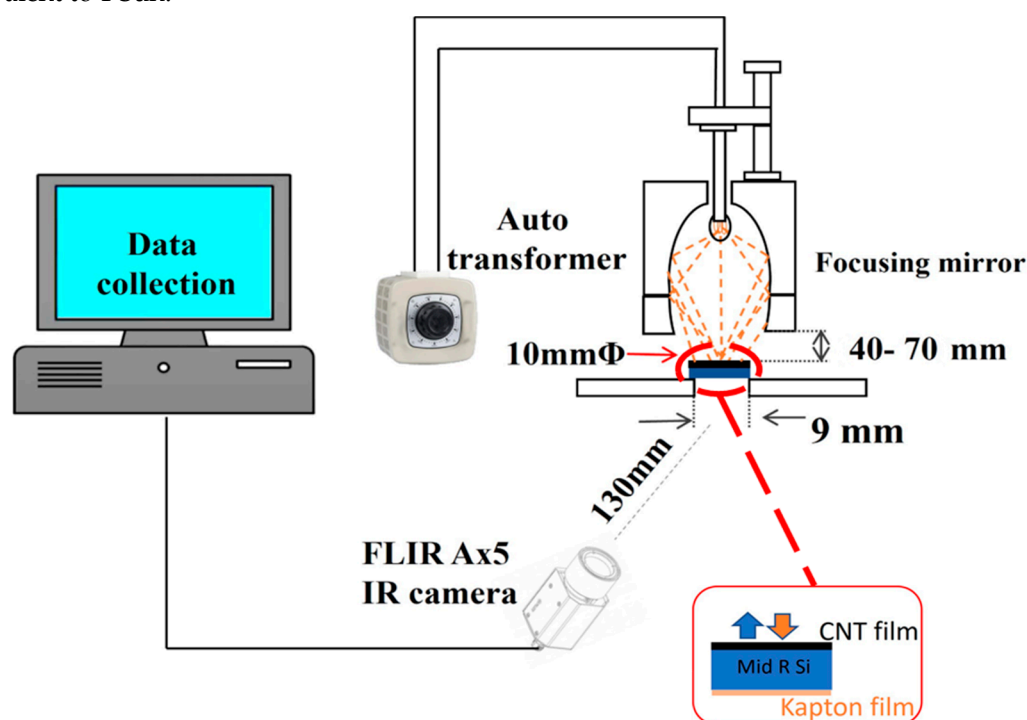 Auto
transformer
Data
collection
Focusing mirror
10mmΦ
40- 70 mm
9 mm
130mm
FLIR Ax5
IR camera
CNT film
Mid R Si
Kapton film